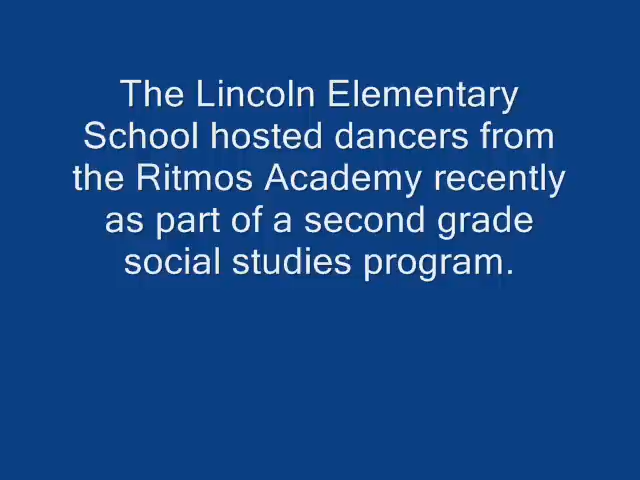 The Lincoln Elementary
School hosted dancers from
the Ritmos Academy recently
as part of a second grade
social studies program.